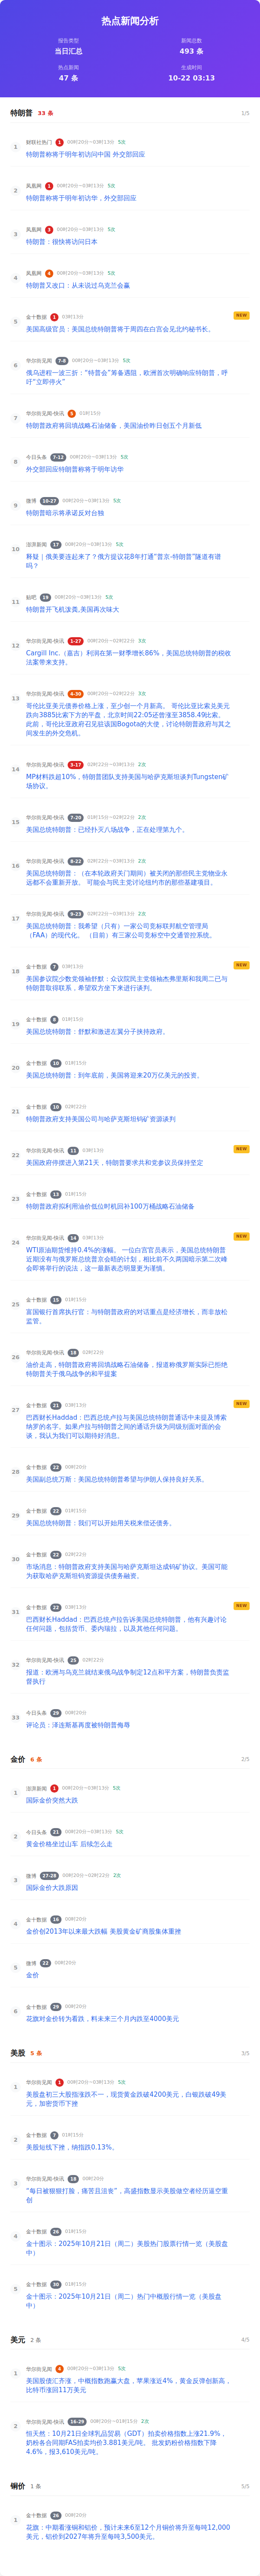 热点新闻分析
报告类型
当日汇总
新闻总数
493 条
热点新闻
47 条
生成时间
10-22 03:13
特朗普 33 条 1/5
1 财联社热门 1 00时20分~03时13分 5次
特朗普称将于明年初访问中国 外交部回应
2 凤凰网 1 00时20分~03时13分 5次
特朗普称将于明年初访华，外交部回应
3 凤凰网 3 00时20分~03时13分 5次
特朗普：很快将访问日本
4 凤凰网 4 00时20分~03时13分 5次
特朗普又改口：从未说过乌克兰会赢
5 金十数据 1 03时13分 NEW
美国高级官员：美国总统特朗普将于周四在白宫会见北约秘书长。
6 华尔街见闻 7-8 00时20分~03时13分 5次
俄乌进程一波三折：“特普会”筹备遇阻，欧洲首次明确响应特朗普，呼
吁“立即停火”
7 华尔街见闻-快讯 5 01时15分
特朗普政府将回填战略石油储备，美国油价昨日创五个月新低
8 今日头条 7-12 00时20分~03时13分 5次
外交部回应特朗普称将于明年访华
9 微博 10-27 00时20分~03时13分 5次
特朗普暗示将承诺反对台独
10 澎湃新闻 17 00时20分~03时13分 5次
释疑｜俄美要连起来了？俄方提议花8年打通“普京-特朗普”隧道有谱
吗？
11 贴吧 19 00时20分~03时13分 5次
特朗普开飞机泼粪,美国再次味大
12 华尔街见闻-快讯 1-27 00时20分~02时22分 3次
Cargill Inc.（嘉吉）利润在第一财季增长86%，美国总统特朗普的税收
法案带来支持。
13 华尔街见闻-快讯 4-30 00时20分~02时22分 3次
哥伦比亚美元债券价格上涨，至少创一个月新高。 哥伦比亚比索兑美元
跌向3885比索下方的平盘，北京时间22:05还曾涨至3858.49比索。
此前，哥伦比亚政府召见驻该国Bogota的大使，讨论特朗普政府与其之
间发生的外交危机。
14 华尔街见闻-快讯 3-17 02时22分~03时13分 2次
MP材料跌超10%，特朗普团队支持美国与哈萨克斯坦谈判Tungsten矿
场协议。
15 华尔街见闻-快讯 7-20 01时15分~02时22分 2次
美国总统特朗普：已经扑灭八场战争，正在处理第九个。
16 华尔街见闻-快讯 8-22 02时22分~03时13分 2次
美国总统特朗普：（在本轮政府关门期间）被关闭的那些民主党物业永
远都不会重新开放。 可能会与民主党讨论纽约市的那些基建项目。
17 华尔街见闻-快讯 9-23 02时22分~03时13分 2次
美国总统特朗普：我希望（只有）一家公司竞标联邦航空管理局
（FAA）的现代化。 （目前）有三家公司竞标空中交通管控系统。
18 金十数据 7 03时13分 NEW
美国参议院少数党领袖舒默：众议院民主党领袖杰弗里斯和我周二已与
特朗普取得联系，希望双方坐下来进行谈判。
19 金十数据 8 01时15分
美国总统特朗普：舒默和激进左翼分子挟持政府。
20 金十数据 10 01时15分
美国总统特朗普：到年底前，美国将迎来20万亿美元的投资。
21 金十数据 10 02时22分
特朗普政府支持美国公司与哈萨克斯坦钨矿资源谈判
22 华尔街见闻-快讯 11 03时13分 NEW
美国政府停摆进入第21天，特朗普要求共和党参议员保持坚定
23 金十数据 13 01时15分
特朗普政府拟利用油价低位时机回补100万桶战略石油储备
24 华尔街见闻-快讯 14 03时13分 NEW
WTI原油期货维持0.4%的涨幅。 一位白宫官员表示，美国总统特朗普
近期没有与俄罗斯总统普京会晤的计划，相比前不久两国暗示第二次峰
会即将举行的说法，这一最新表态明显更为谨慎。
25 金十数据 15 01时15分
富国银行首席执行官：与特朗普政府的对话重点是经济增长，而非放松
监管。
26 华尔街见闻-快讯 18 02时22分
油价走高，特朗普政府将回填战略石油储备，报道称俄罗斯实际已拒绝
特朗普关于俄乌战争的和平提案
27 金十数据 21 03时13分 NEW
巴西财长Haddad：巴西总统卢拉与美国总统特朗普通话中未提及博索
纳罗的名字。如果卢拉与特朗普之间的通话升级为同级别面对面的会
谈，我认为我们可以期待好消息。
28 金十数据 22 00时20分
美国副总统万斯：美国总统特朗普希望与伊朗人保持良好关系。
29 金十数据 22 01时15分
美国总统特朗普：我们可以开始用关税来偿还债务。
30 金十数据 22 02时22分
市场消息：特朗普政府支持美国与哈萨克斯坦达成钨矿协议。美国可能
为获取哈萨克斯坦钨资源提供债务融资。
31 金十数据 22 03时13分 NEW
巴西财长Haddad：巴西总统卢拉告诉美国总统特朗普，他有兴趣讨论
任何问题，包括货币、委内瑞拉，以及其他任何问题。
32 华尔街见闻-快讯 25 02时22分
报道：欧洲与乌克兰就结束俄乌战争制定12点和平方案，特朗普负责监
督执行
33 今日头条 29 00时20分
评论员：泽连斯基再度被特朗普侮辱
金价 6 条 2/5
1 澎湃新闻 1 00时20分~03时13分 5次
国际金价突然大跌
2 今日头条 21 00时20分~03时13分 5次
黄金价格坐过山车 后续怎么走
3 微博 27-28 00时20分~02时22分 2次
国际金价大跌原因
4 金十数据 16 00时20分
金价创2013年以来最大跌幅 美股黄金矿商股集体重挫
5 微博 22 00时20分
金价
6 金十数据 29 00时20分
花旗对金价转为看跌，料未来三个月内跌至4000美元
美股 5 条 3/5
1 华尔街见闻 1 00时20分~03时13分 5次
美股盘初三大股指涨跌不一，现货黄金跌破4200美元，白银跌破49美
元，加密货币下挫
2 金十数据 7 01时15分
美股短线下挫，纳指跌0.13%。
3 华尔街见闻-快讯 18 00时20分
“每日被狠狠打脸，痛苦且沮丧”，高盛指数显示美股做空者经历逼空重
创
4 金十数据 26 01时15分
金十图示：2025年10月21日（周二）美股热门股票行情一览（美股盘
中）
5 金十数据 30 01时15分
金十图示：2025年10月21日（周二）热门中概股行情一览（美股盘
中）
美元 2 条 4/5
1 华尔街见闻 4 00时20分~03时13分 5次
美国股债汇齐涨，中概指数跑赢大盘，苹果涨近4%，黄金反弹创新高，
比特币涨回11万美元
2 华尔街见闻-快讯 16-29 00时20分~01时15分 2次
恒天然：10月21日全球乳品贸易（GDT）拍卖价格指数上涨21.9%，
奶粉各合同期FAS拍卖均价3.881美元/吨。 批发奶粉价格指数下降
4.6%，报3,610美元/吨。
铜价 1 条 5/5
1 金十数据 26 00时20分
花旗：中期看涨铜和铝价，预计未来6至12个月铜价将升至每吨12,000
美元，铝价到2027年将升至每吨3,500美元。